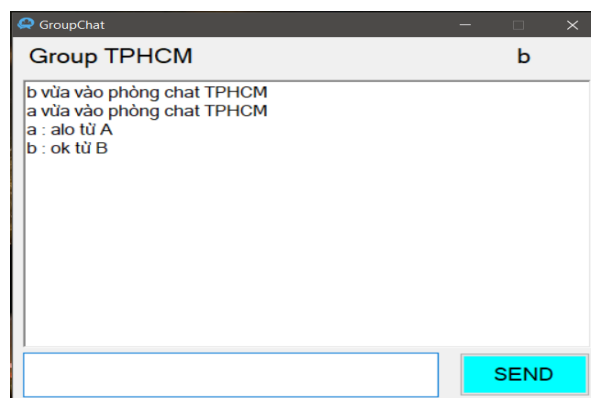 GroupChat
Group TPHCM b
b vừa vào phòng chat TPHCM
a vừa vào phòng chat TPHCM
a : alo từ A
b : ok từ B
SEND